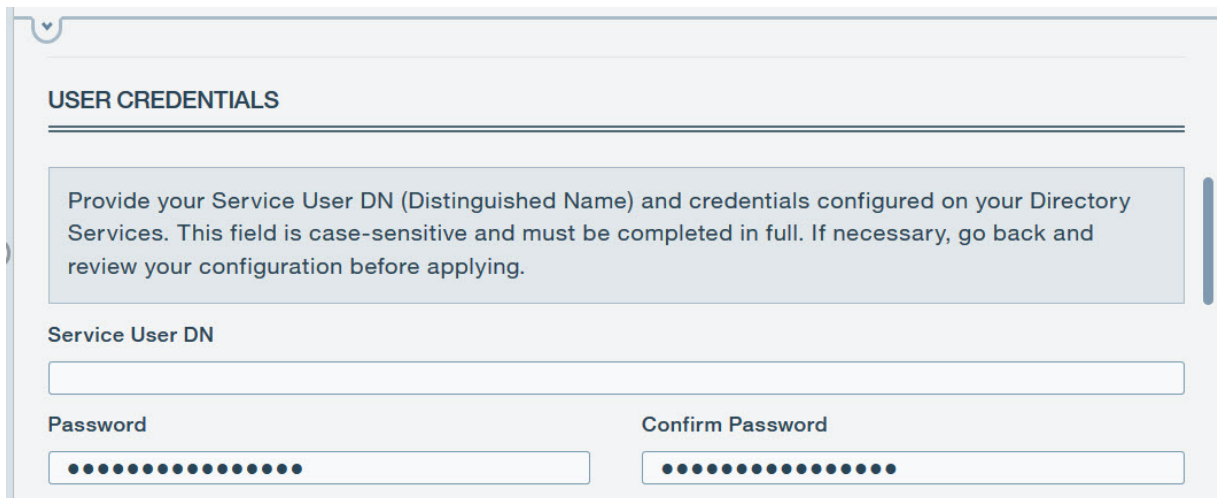 USER CREDENTIALS
Provide your Service User DN (Distinguished Name) and credentials configured on your Directory
Services. This field is case-sensitive and must be completed in full. If necessary, go back and
review your configuration before applying.
Service User DN
Password
Confirm Password